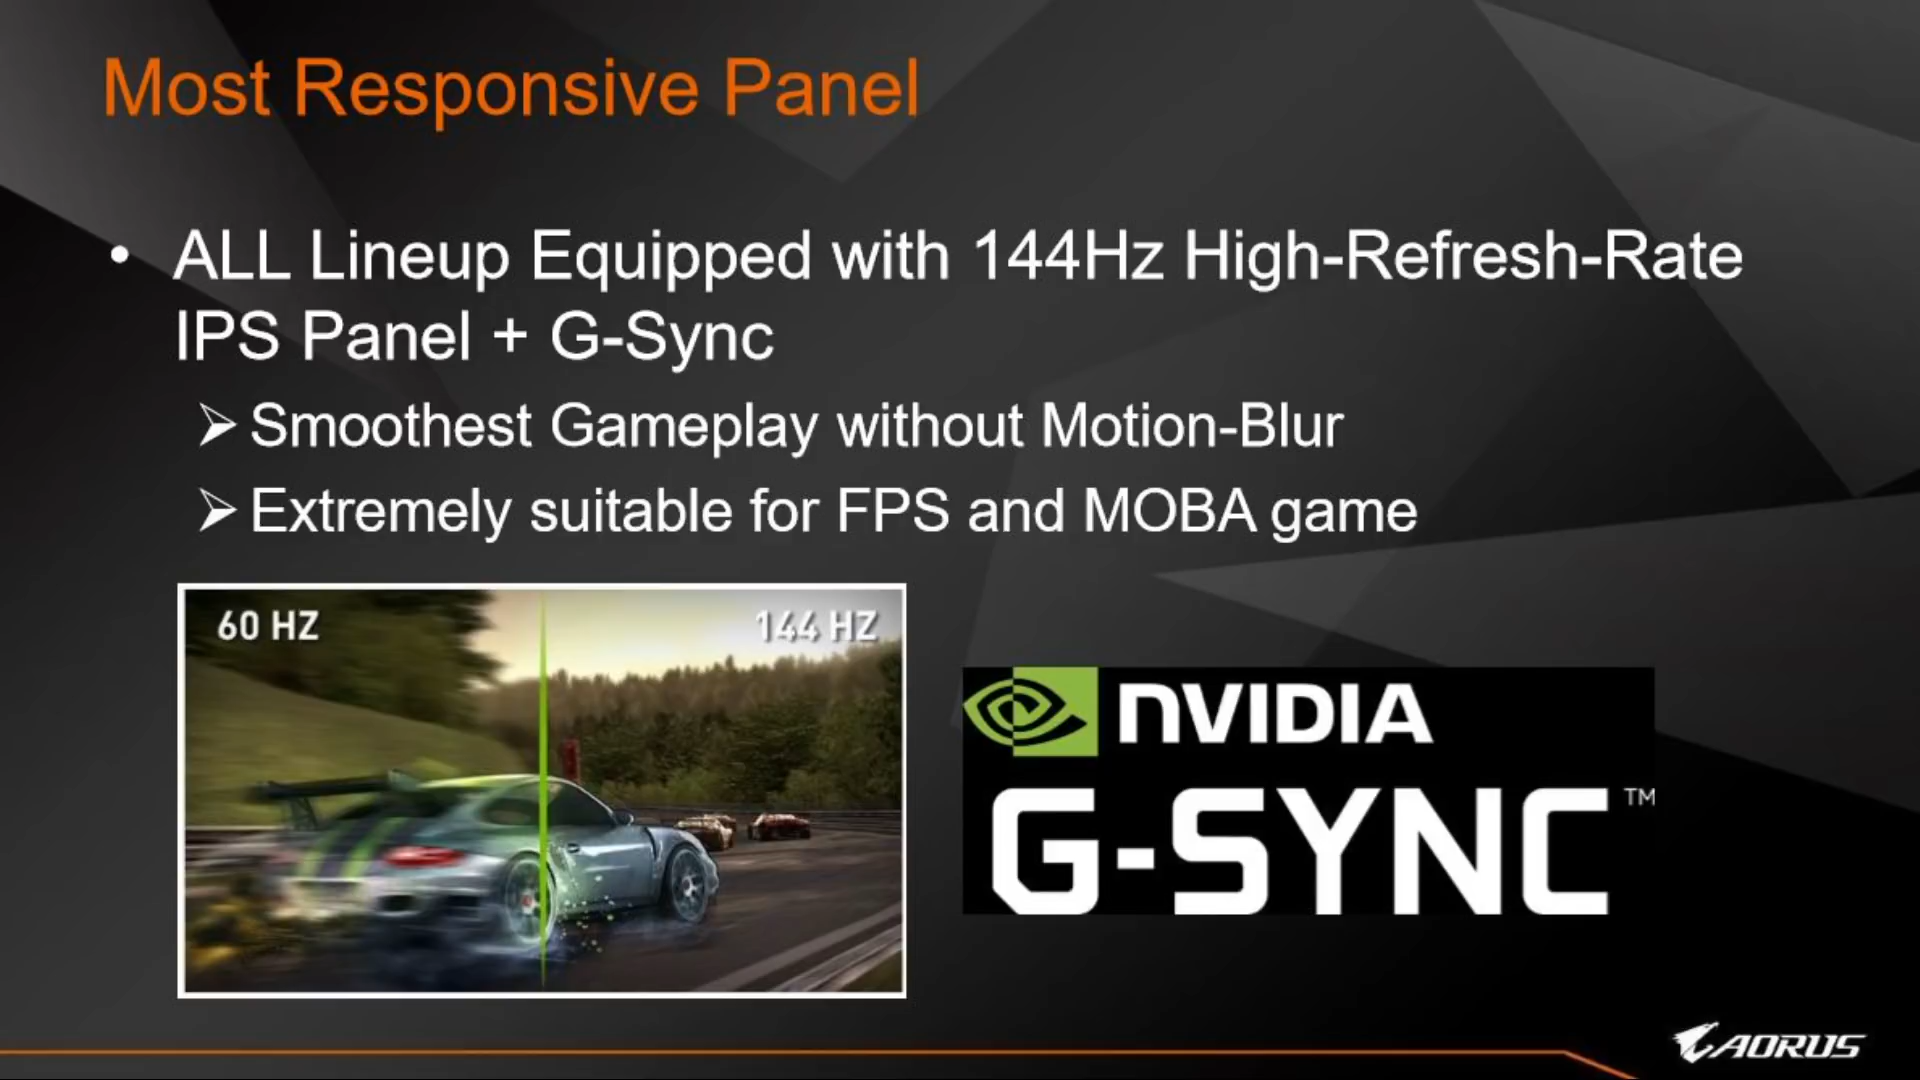 Most Responsive Panel
• ALL Lineup Equipped with 144Hz High-Refresh-Rate
IPS Panel + G-Sync
➢ Smoothest Gameplay without Motion-Blur
➢ Extremely suitable for FPS and MOBA game
60 HZ
144 HZ
NVIDIA
G-SYNC™
AORUS